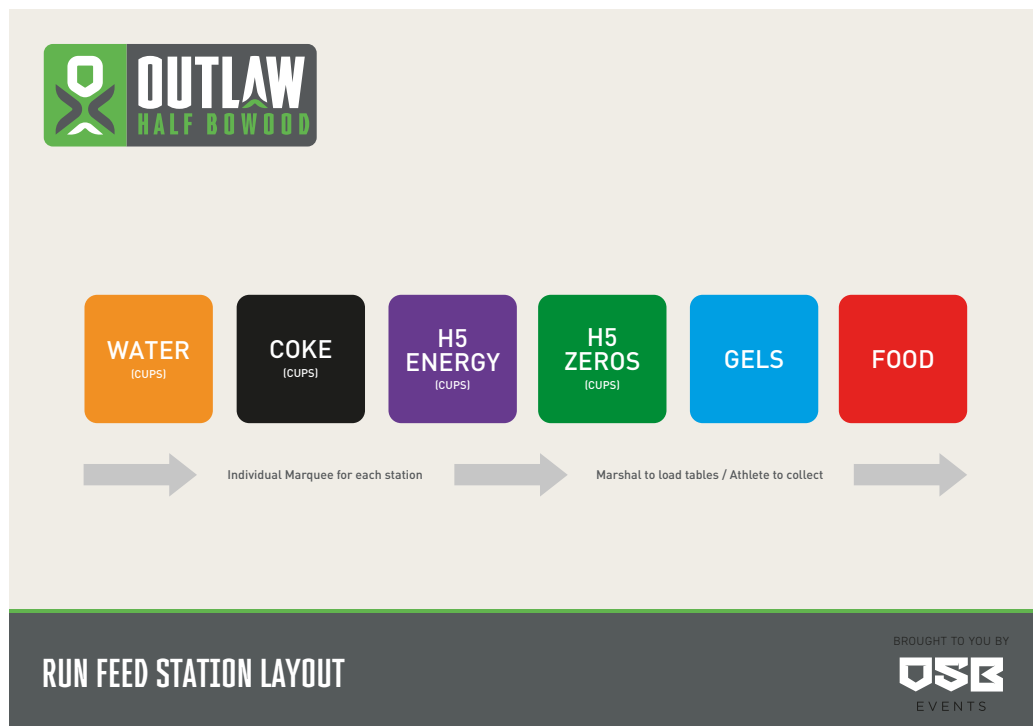 OUTLAW
HALF BOWOOD
WATER
(CUPS)
COKE
(CUPS)
H5
ENERGY
(CUPS)
H5
ZEROS
(CUPS)
GELS
FOOD
Individual Marquee for each station
Marshal to load tables / Athlete to collect
RUN FEED STATION LAYOUT
BROUGHT TO YOU BY
OSB
EVENTS